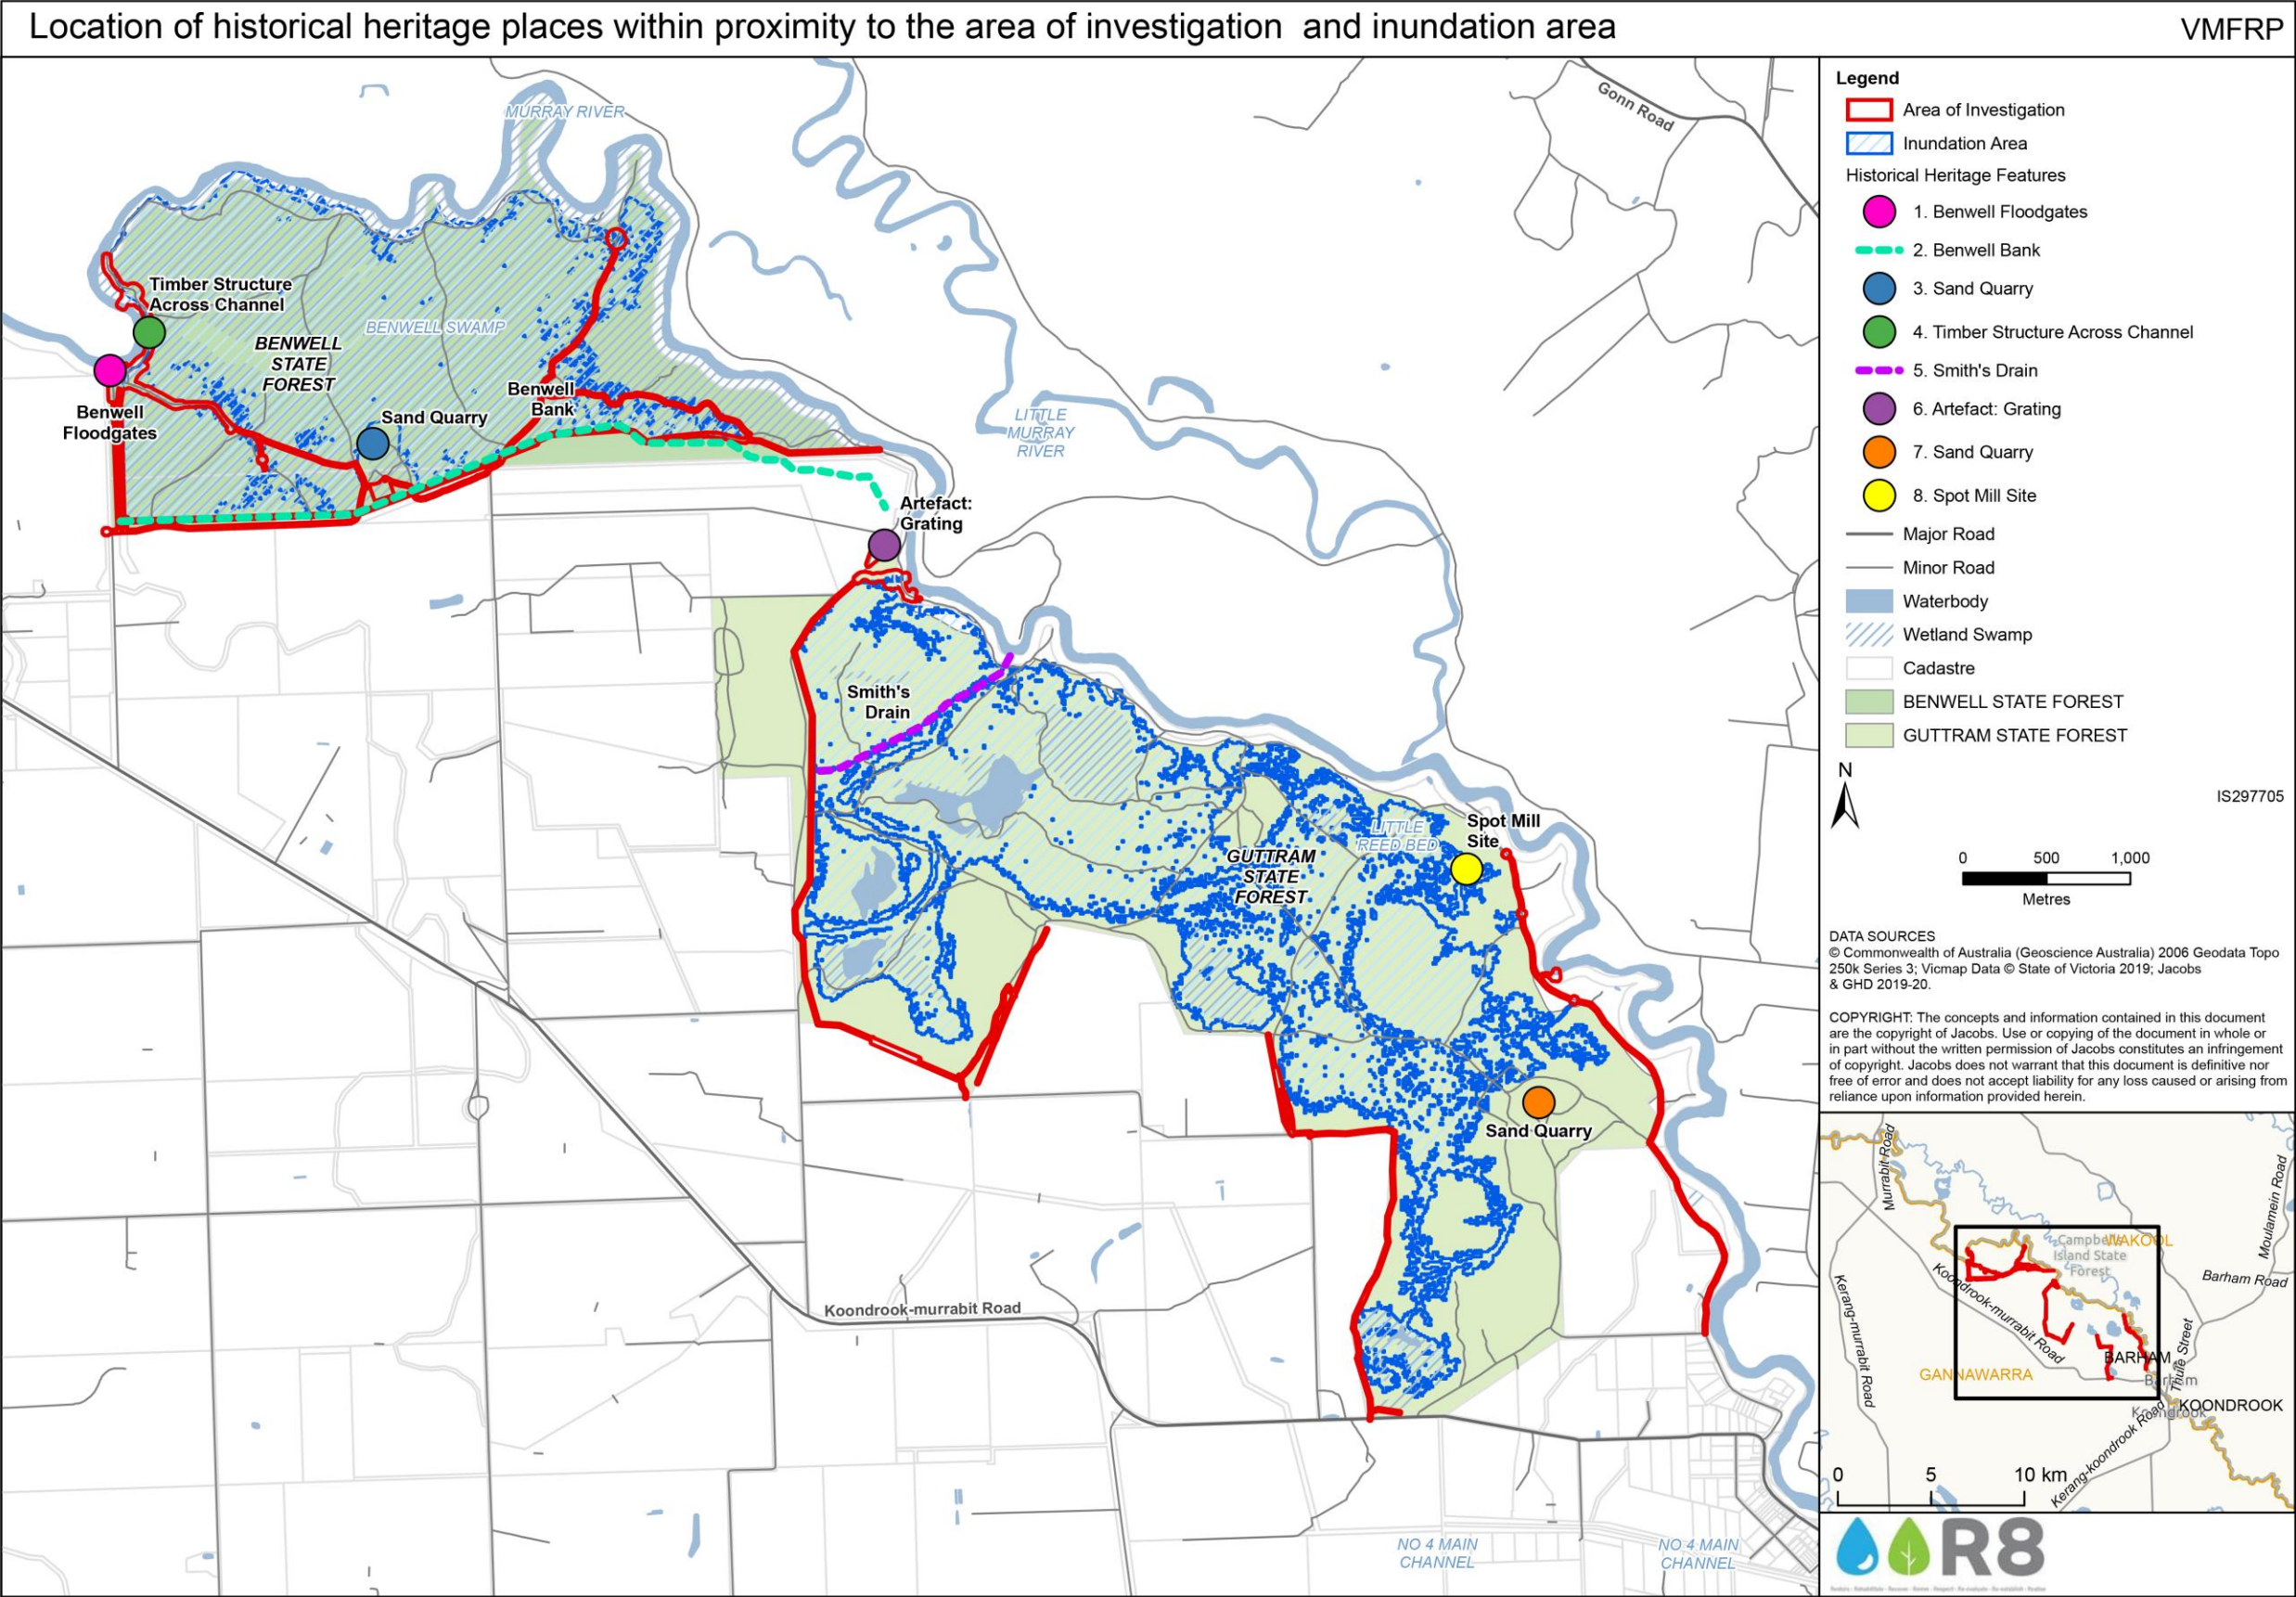 Location of historical heritage places within proximity to the area of investigation  and inundation area
VMFRP
MURRAY RIVER
Gonn Road
Timber Structure
Across Channel
BENWELL SWAMP
BENWELL
STATE
FOREST
Benwell
Floodgates
Sand Quarry
Benwell
Bank
LITTLE
MURRAY
RIVER
Artefact:
Grating
Smith's
Drain
GUTTRAM
STATE
FOREST
LITTLE
REED BED
Spot Mill
Site
Sand Quarry
Koondrook-murrabit Road
NO 4 MAIN
CHANNEL
NO 4 MAIN
CHANNEL
Legend
Area of Investigation
Inundation Area
Historical Heritage Features
1. Benwell Floodgates
2. Benwell Bank
3. Sand Quarry
4. Timber Structure Across Channel
5. Smith's Drain
6. Artefact: Grating
7. Sand Quarry
8. Spot Mill Site
Major Road
Minor Road
Waterbody
Wetland Swamp
Cadastre
BENWELL STATE FOREST
GUTTRAM STATE FOREST
N
IS297705
0 500 1,000
Metres
DATA SOURCES
© Commonwealth of Australia (Geoscience Australia) 2006 Geodata Topo
250k Series 3; Vicmap Data © State of Victoria 2019; Jacobs
& GHD 2019-20.
COPYRIGHT: The concepts and information contained in this document
are the copyright of Jacobs. Use or copying of the document in whole or
in part without the written permission of Jacobs constitutes an infringement
of copyright. Jacobs does not warrant that this document is definitive nor
free of error and does not accept liability for any loss caused or arising from
reliance upon information provided herein.
Murrabit Road
Moulamein Road
WAKOOL
Island State
Forest
Barham Road
Koondrook-murrabit Road
Kerang-murrabit Road
Thule Street
BARHAM
Barham
GANNAWARRA
KOONDROOK
Koondrook
Kerang-koondrook Road
0 5 10 km
R8